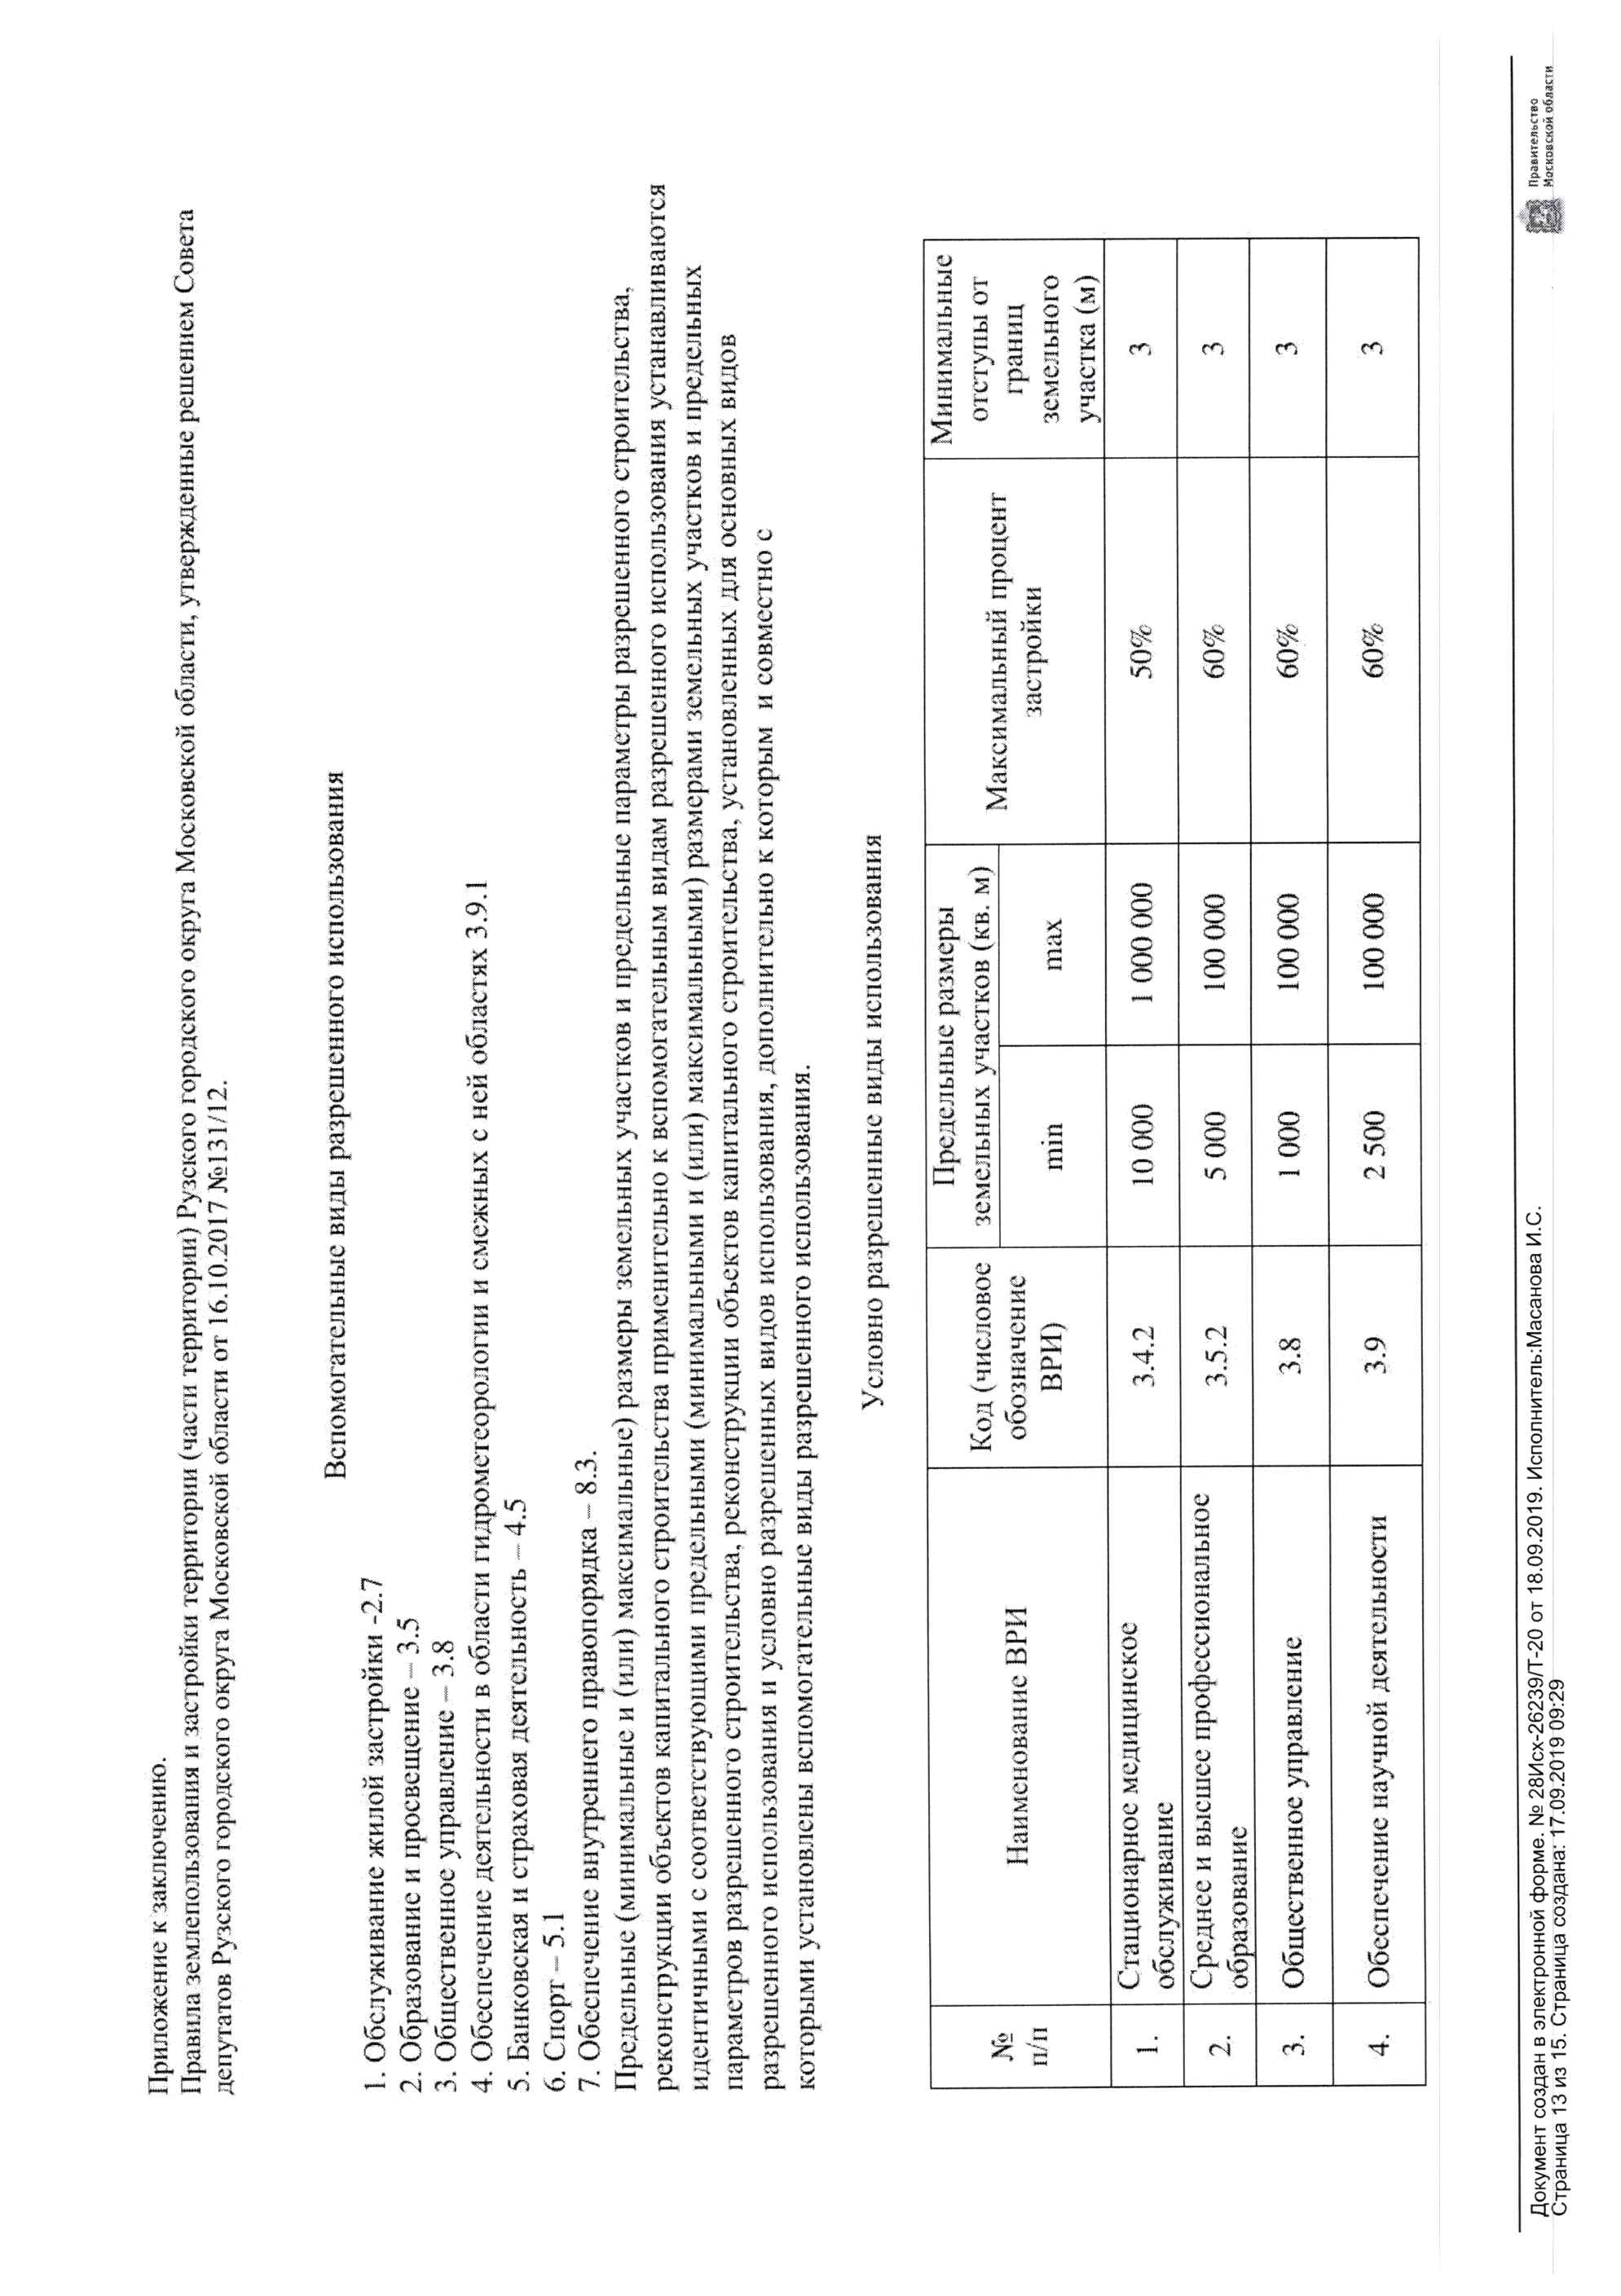 Приложение к заключению.
Правила землепользования и застройки территории (части территории) Рузского городского округа Московской области, утвержденные решением Совета
депутатов Рузского городского округа Московской области от 16.10.2017 №131/12.
Вспомогательные виды разрешенного использования
1. Обслуживание жилой застройки -2.7
2. Образование и просвещение – 3.5
3. Общественное управление – 3.8
4. Обеспечение деятельности в области гидрометеорологии и смежных с ней областях 3.9.1
5. Банковская и страховая деятельность – 4.5
6. Спорт – 5.1
7. Обеспечение внутреннего правопорядка – 8.3.
Предельные (минимальные и (или) максимальные) размеры земельных участков и предельные параметры разрешенного строительства,
реконструкции объектов капитального строительства применительно к вспомогательным видам разрешенного использования устанавливаются
идентичными с соответствующими предельными (минимальными и (или) максимальными) размерами земельных участков и предельных
параметров разрешенного строительства, реконструкции объектов капитального строительства, установленных для основных видов
разрешенного использования и условно разрешенных видов использования, дополнительно к которым и совместно с
которыми установлены вспомогательные виды разрешенного использования.
Условно разрешенные виды использования
№ п/п Наименование ВРИ Код (числовое обозначение ВРИ) Предельные размеры земельных участков (кв. м) Максимальный процент застройки Минимальные отступы от границ земельного участка (м)
min max
1. Стационарное медицинское обслуживание 3.4.2 10 000 1 000 000 50% 3
2. Среднее и высшее профессиональное образование 3.5.2 5 000 100 000 60% 3
3. Общественное управление 3.8 1 000 100 000 60% 3
4. Обеспечение научной деятельности 3.9 2 500 100 000 60% 3
Документ создан в электронной форме. № 28Исх-26239/Т-20 от 18.09.2019. Исполнитель:Масанова И.С.
Страница 13 из 15. Страница создана: 17.09.2019 09:29
Правительство
Московской области